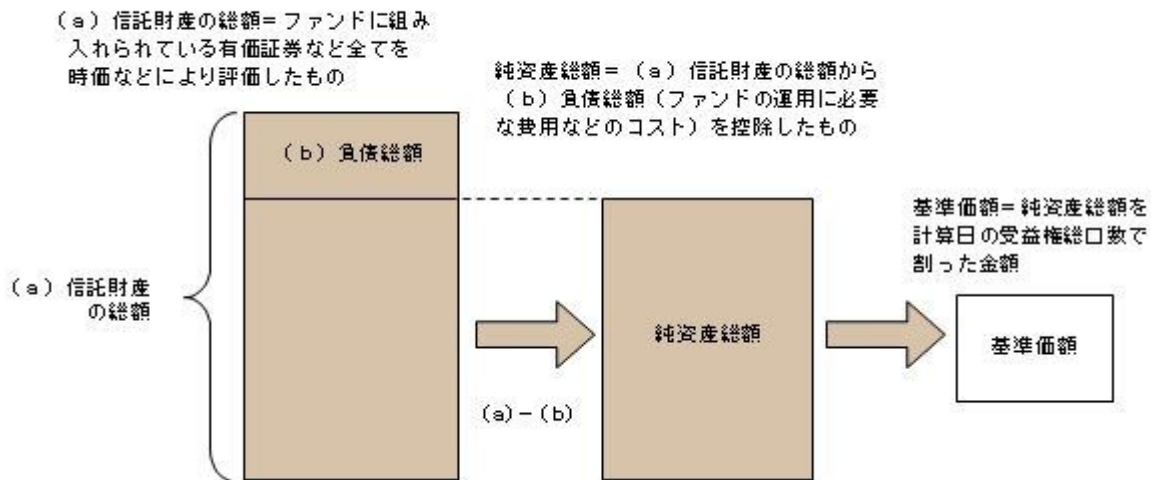 (a)信託財産の総額=ファンドに組み
入れられている有価証券など全てを
時価などにより評価したもの
純資産総額=(a)信託財産の総額から
(b)負債総額(ファンドの運用に必要
な費用などのコスト)を控除したもの
(b)負債総額
基準価額=純資産総額を
計算日の受益権総口数で
割った金額
(a)信託財産
の総額
純資産総額
基準価額
(a)-(b)